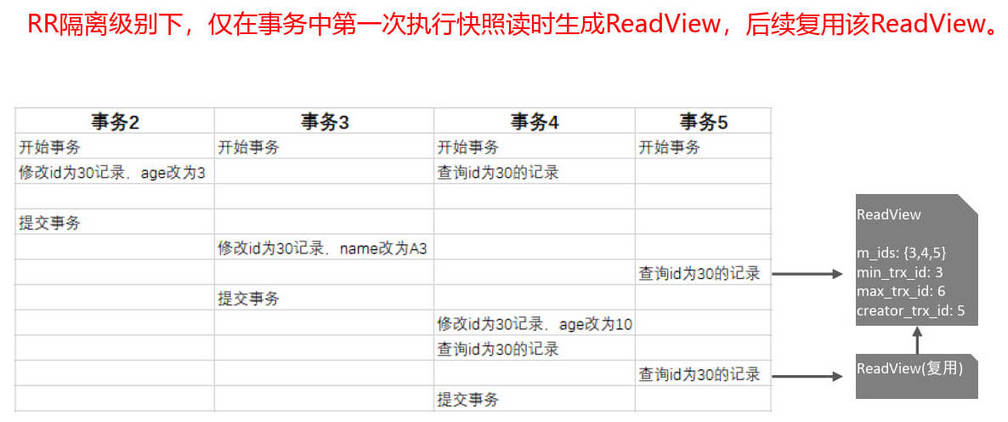 RR隔离级别下，仅在事务中第一次执行快照读时生成ReadView，后续复用该ReadView。
事务2 事务3 事务4 事务5
开始事务 开始事务 开始事务 开始事务
修改id为30记录，age改为3 查询id为30的记录
提交事务
修改id为30记录，name改为A3
查询id为30的记录
提交事务
修改id为30记录，age改为10
查询id为30的记录
查询id为30的记录
提交事务
ReadView
m_ids: {3,4,5}
min_trx_id: 3
max_trx_id: 6
creator_trx_id: 5
ReadView(复用)